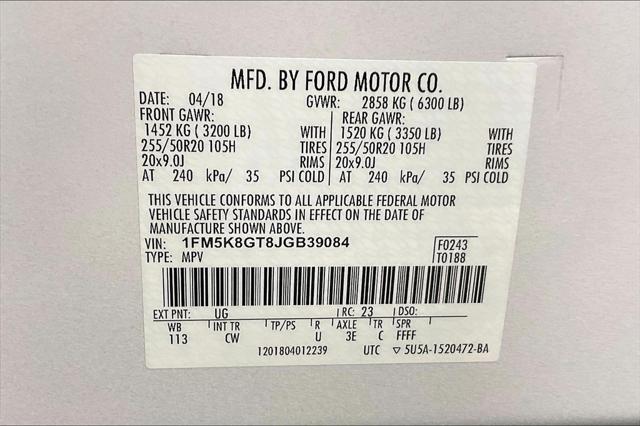 MFD. BY FORD MOTOR CO.
DATE: 04/18 GVWR: 2858 KG (6300 LB)
FRONT GAWR: REAR GAWR:
1452 KG (3200 LB) WITH 1520 KG (3350 LB) WITH
255/50R20 105H TIRES 255/50R20 105H TIRES
20x9.0J RIMS 20x9.0J RIMS
AT 240 kPa/ 35 PSI COLD AT 240 kPa/ 35 PSI COLD
THIS VEHICLE CONFORMS TO ALL APPLICABLE FEDERAL MOTOR
VEHICLE SAFETY STANDARDS IN EFFECT ON THE DATE OF
MANUFACTURE SHOWN ABOVE.
VIN: 1FM5K8GT8JGB39084 F0243
TYPE: MPV T0188
EXT PNT: UG RC: 23 DSO:
WB INT TR TP/PS R AXLE TR SPR
113 CW U 3E C FFFF
1201804012239 UTC ▽ 5U5A-1520472-BA